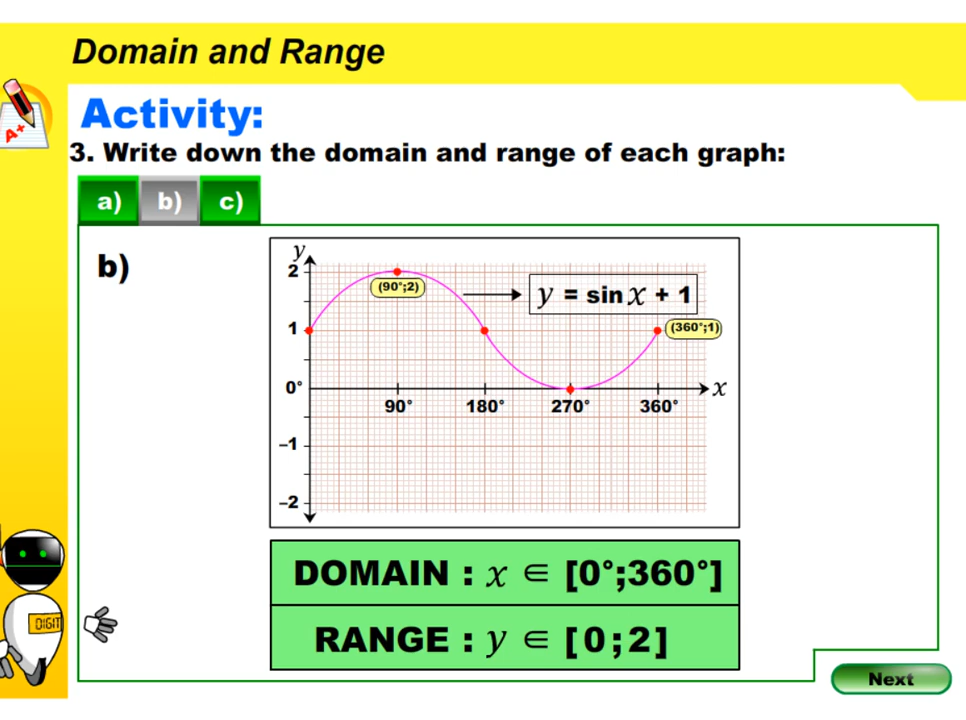 Domain and Range
A+
Activity:
3. Write down the domain and range of each graph:
a) b) c)
b)
y
2
(90°;2)
y = sin x + 1
1
(360°;1)
0°
x
90° 180° 270° 360°
–1
–2
DOMAIN : x ∈ [0°;360°]
RANGE : y ∈ [0;2]
DIGIT
Next